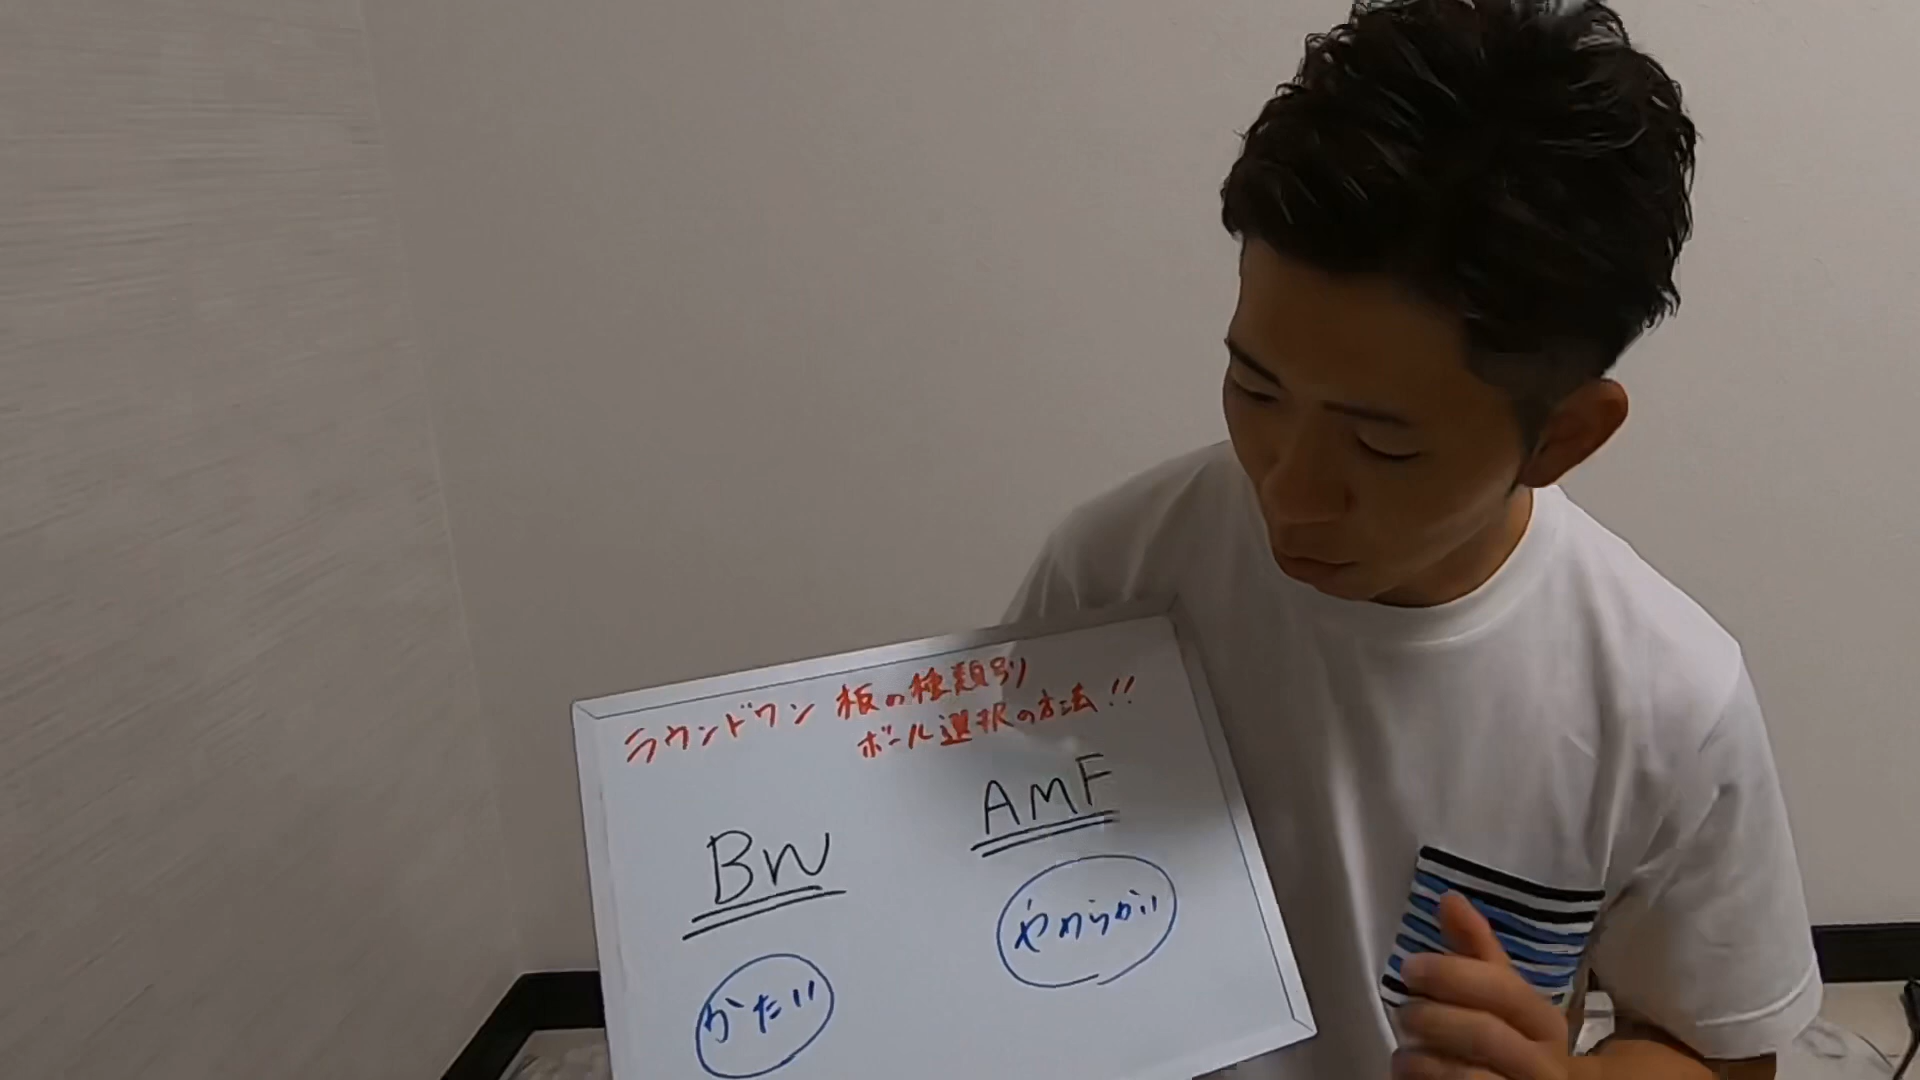 ラウンドワン 板の種類別
ボール選択の方法!!
BW
AMF
かたい
やわらかい